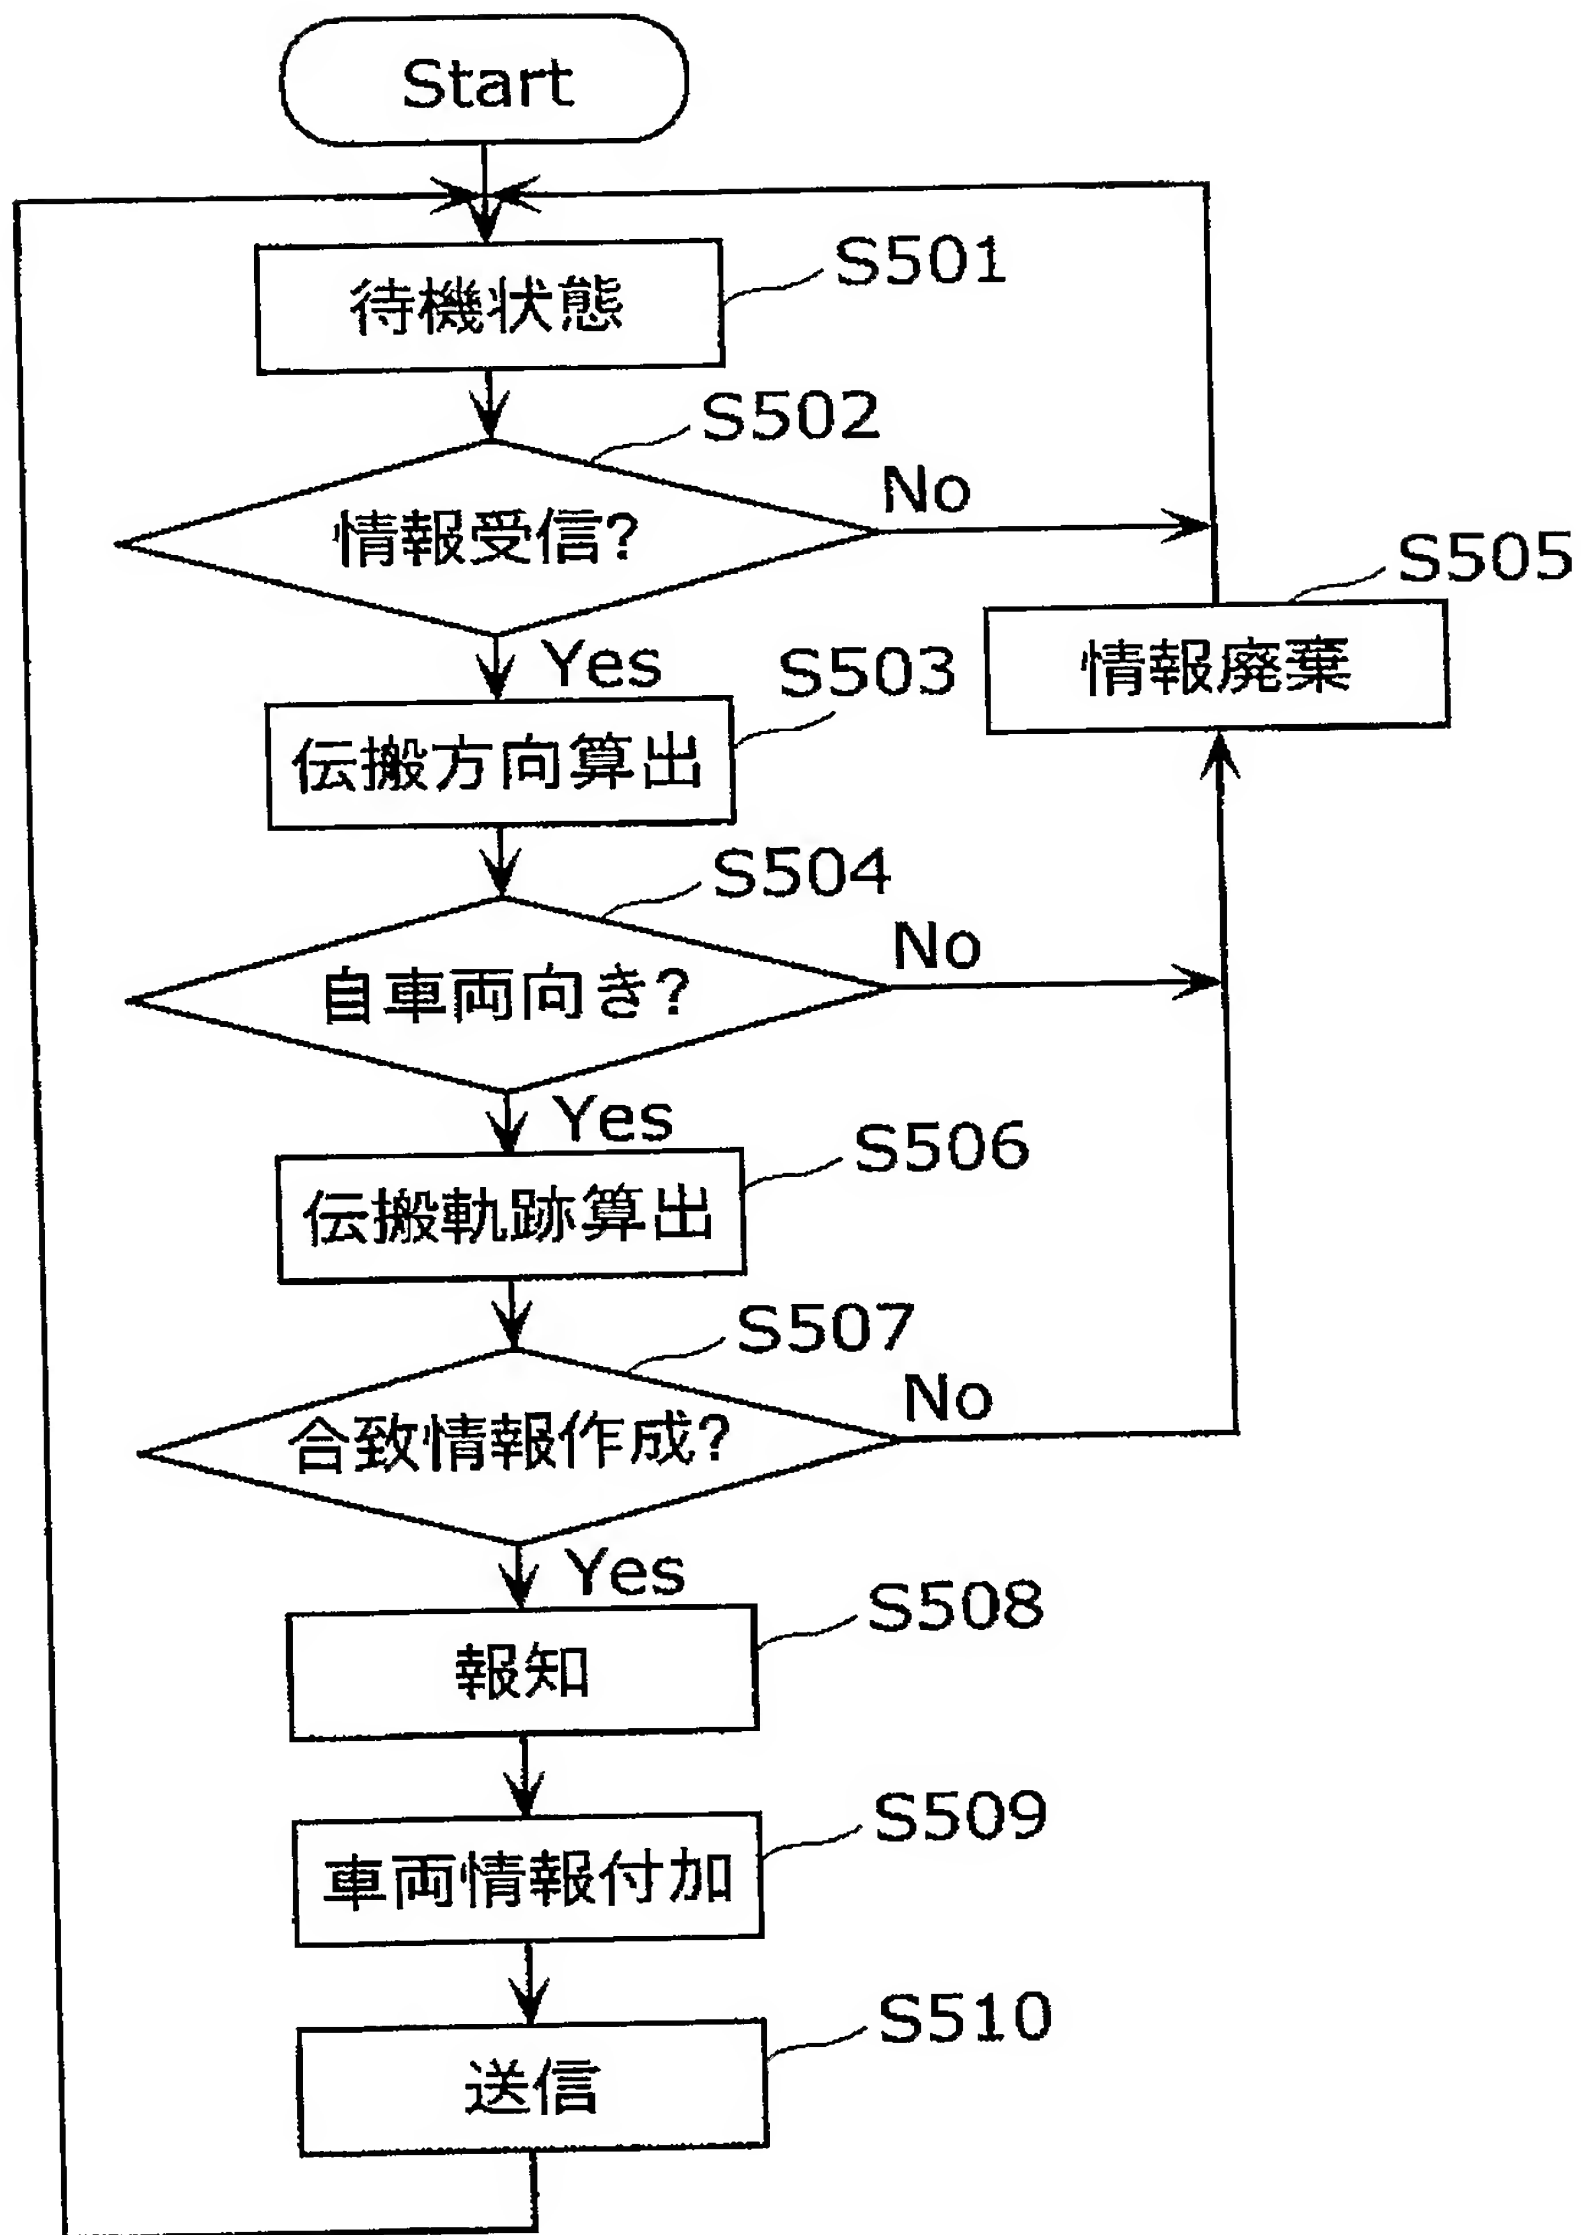 Start
S501
待機状態
S502
No
情報受信?
S505
情報廃棄
Yes
S503
伝搬方向算出
S504
No
自車両向き?
Yes
S506
伝搬軌跡算出
S507
No
合致情報作成?
Yes
S508
報知
S509
車両情報付加
S510
送信